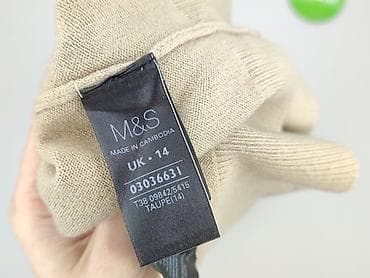 M&S
MADE IN CAMBODIA
UK • 14
03036631
T38 09842/5415
TAUPE(14)